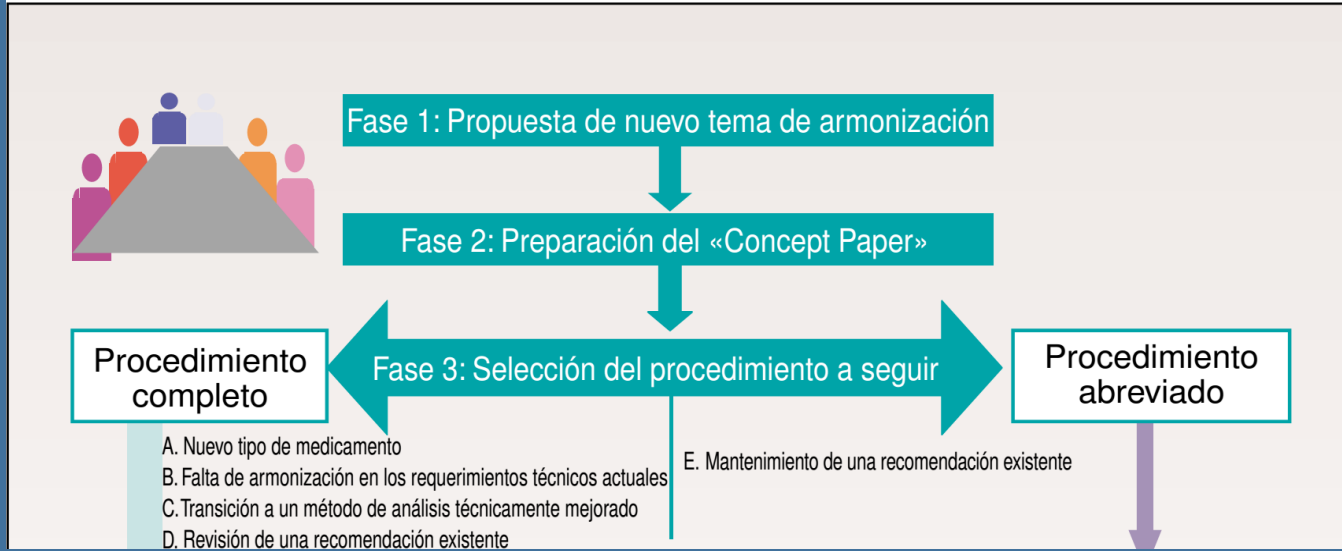 Fase 1: Propuesta de nuevo tema de armonización
Fase 2: Preparación del «Concept Paper»
Procedimiento
completo
Fase 3: Selección del procedimiento a seguir
Procedimiento
abreviado
A. Nuevo tipo de medicamento
B. Falta de armonización en los requerimientos técnicos actuales
C. Transición a un método de análisis técnicamente mejorado
D. Revisión de una recomendación existente
E. Mantenimiento de una recomendación existente